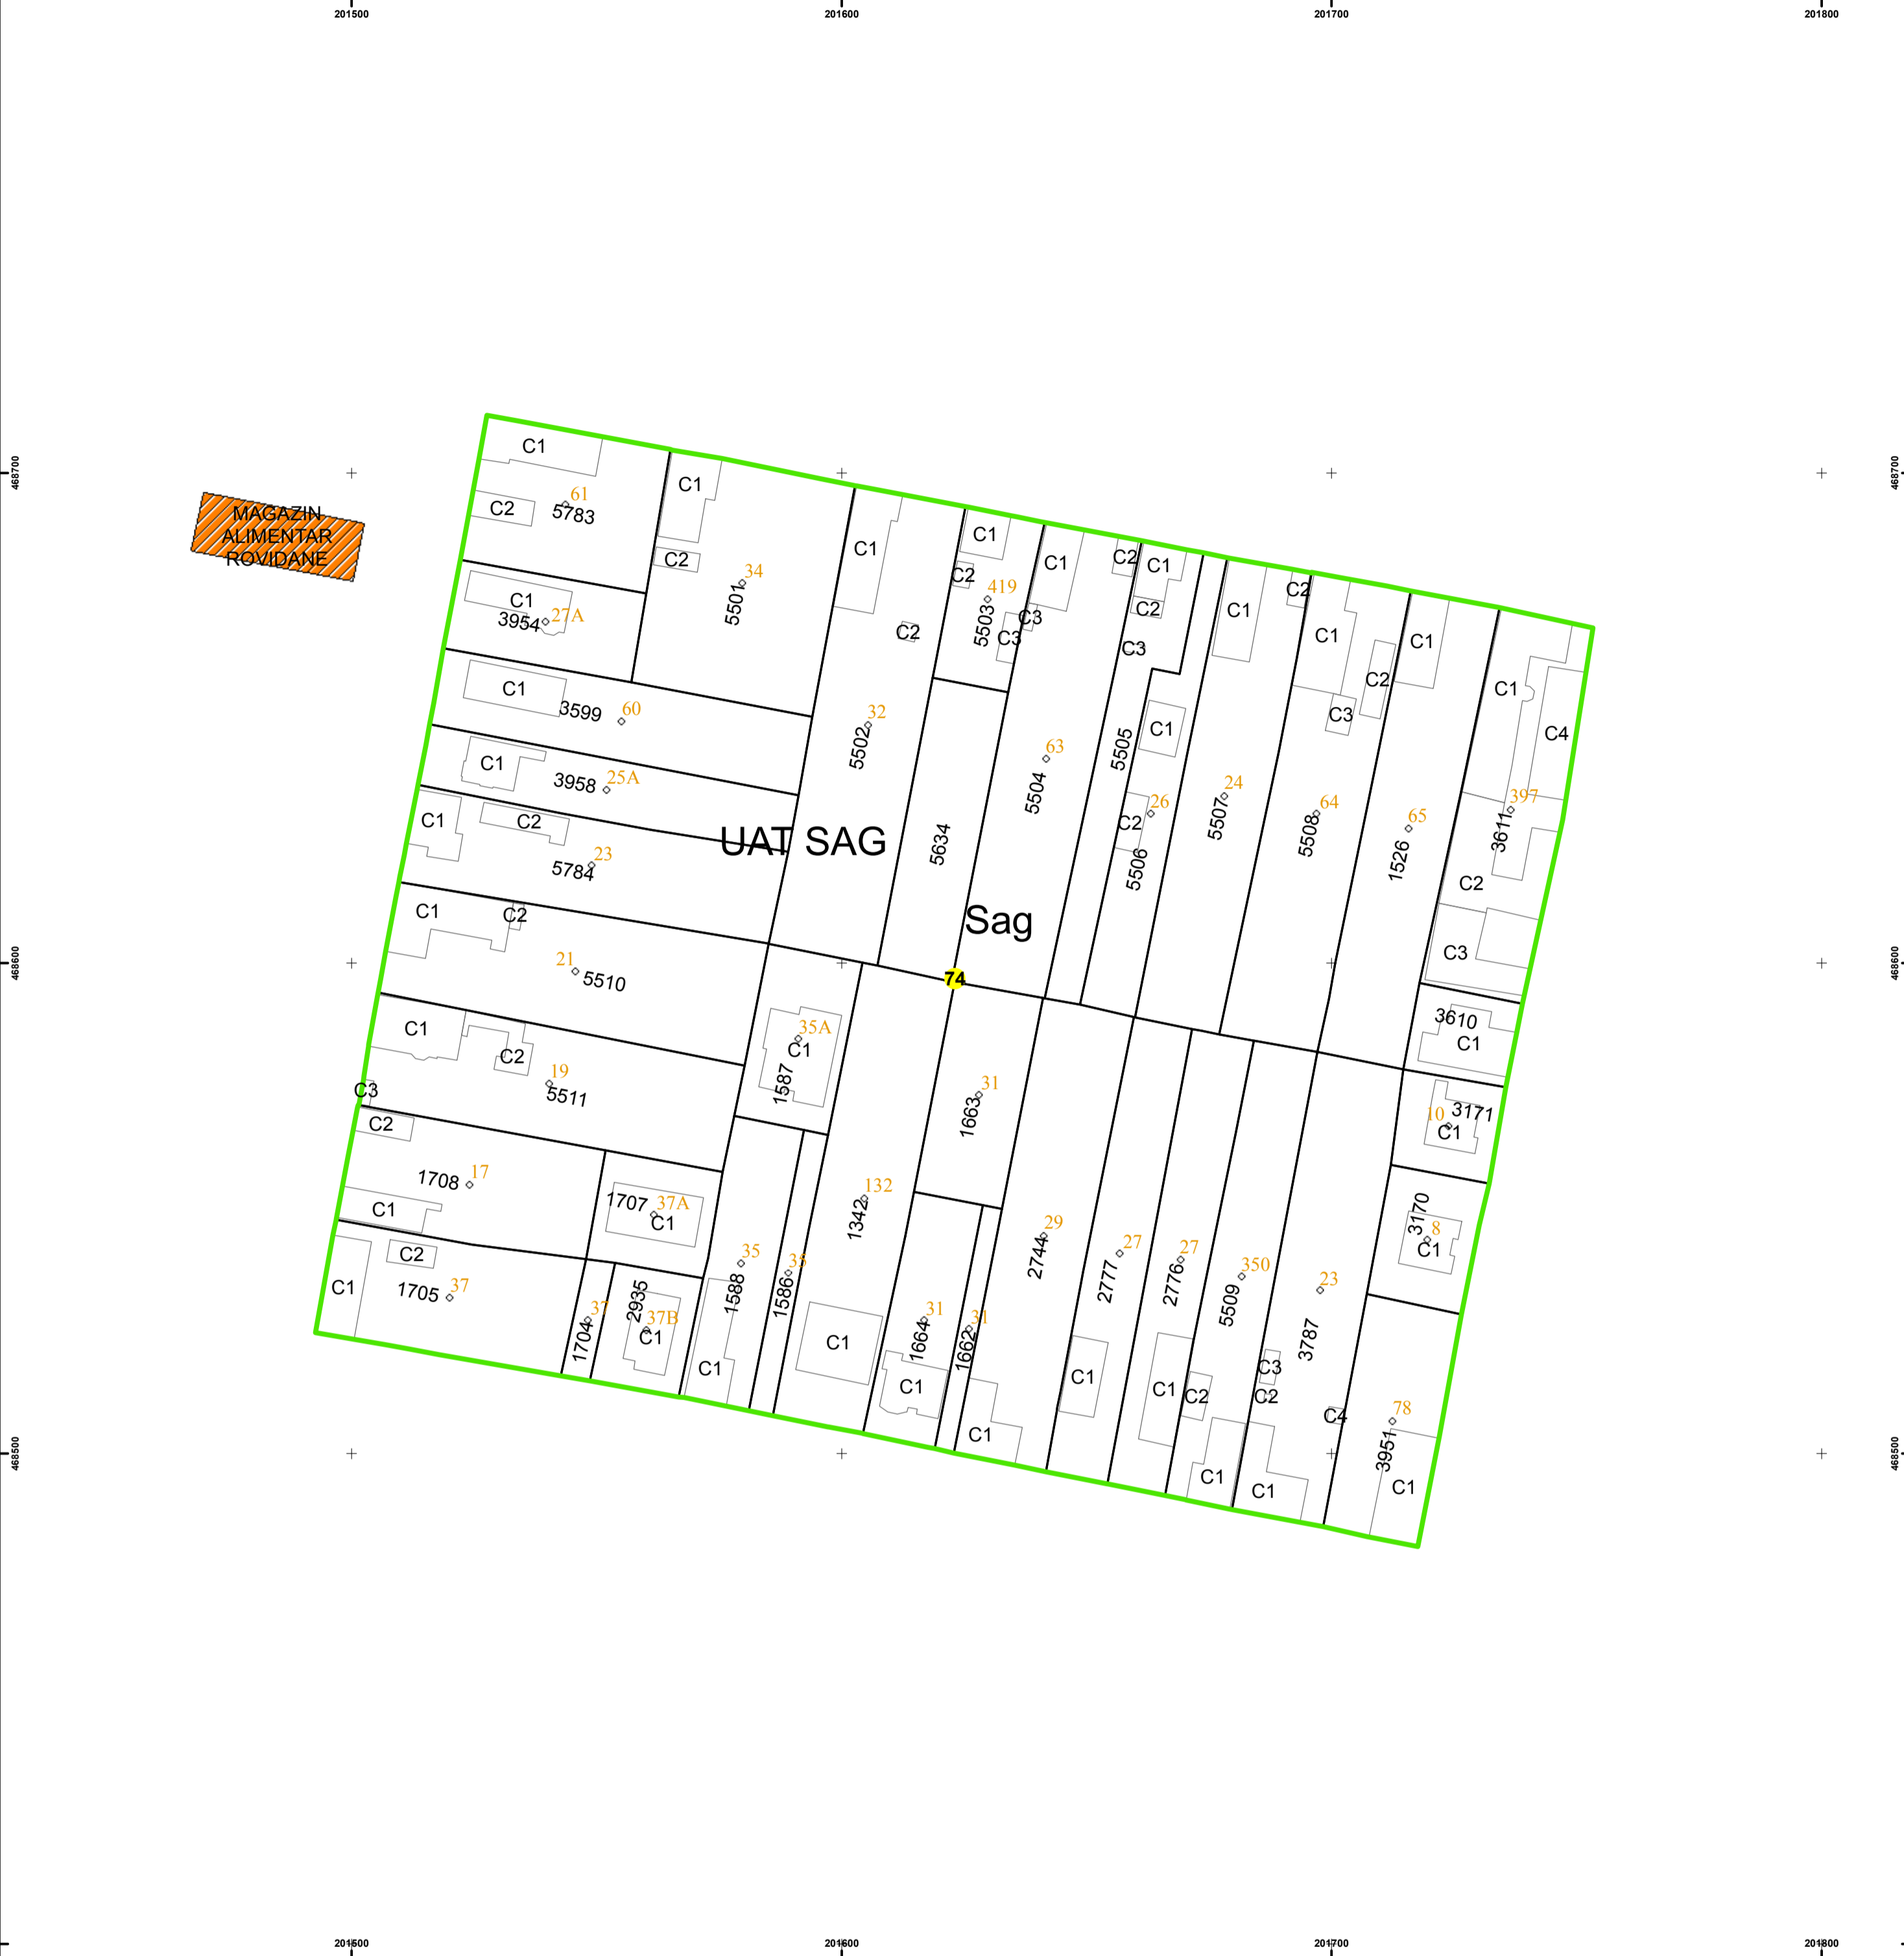 201500 201600 201700 201800
468700 468700
C1
61
C2
5783
MAGAZIN
ALIMENTAR
ROVIDANE
C1
C2
34
5501
C1
C2
32
5502
C1
C2
419
5503
C3
C3
C1
63
5504
C2
C1
C2
C3
5505
C1
C2
26
5506
C1
24
5507
C2
C1
C3
64
5508
C2
C1
65
1526
C1
C4
397
3611
C2
C3
C1
27A
3954
C1
3599
60
C1
3958
25A
C1
C2
23
5784
UAT SAG
5634
Sag
74
468600 468600
C1
C2
21
5510
C1
C2
19
5511
C3
35A
C1
1587
31
1663
3610
C1
10
3171
C1
3170
8
C1
C2
17
1708
C1
1707
37A
C1
C2
C1
1705
37
37
1704
2935
37B
C1
35
1588
C1
35
1586
132
1342
C1
31
1664
C1
31
1662
C1
29
2744
27
2777
C1
27
2776
C1
350
5509
C2
C1
23
3787
C3
C2
C4
C1
78
3951
C1
468500 468500
201500 201600 201700 201800